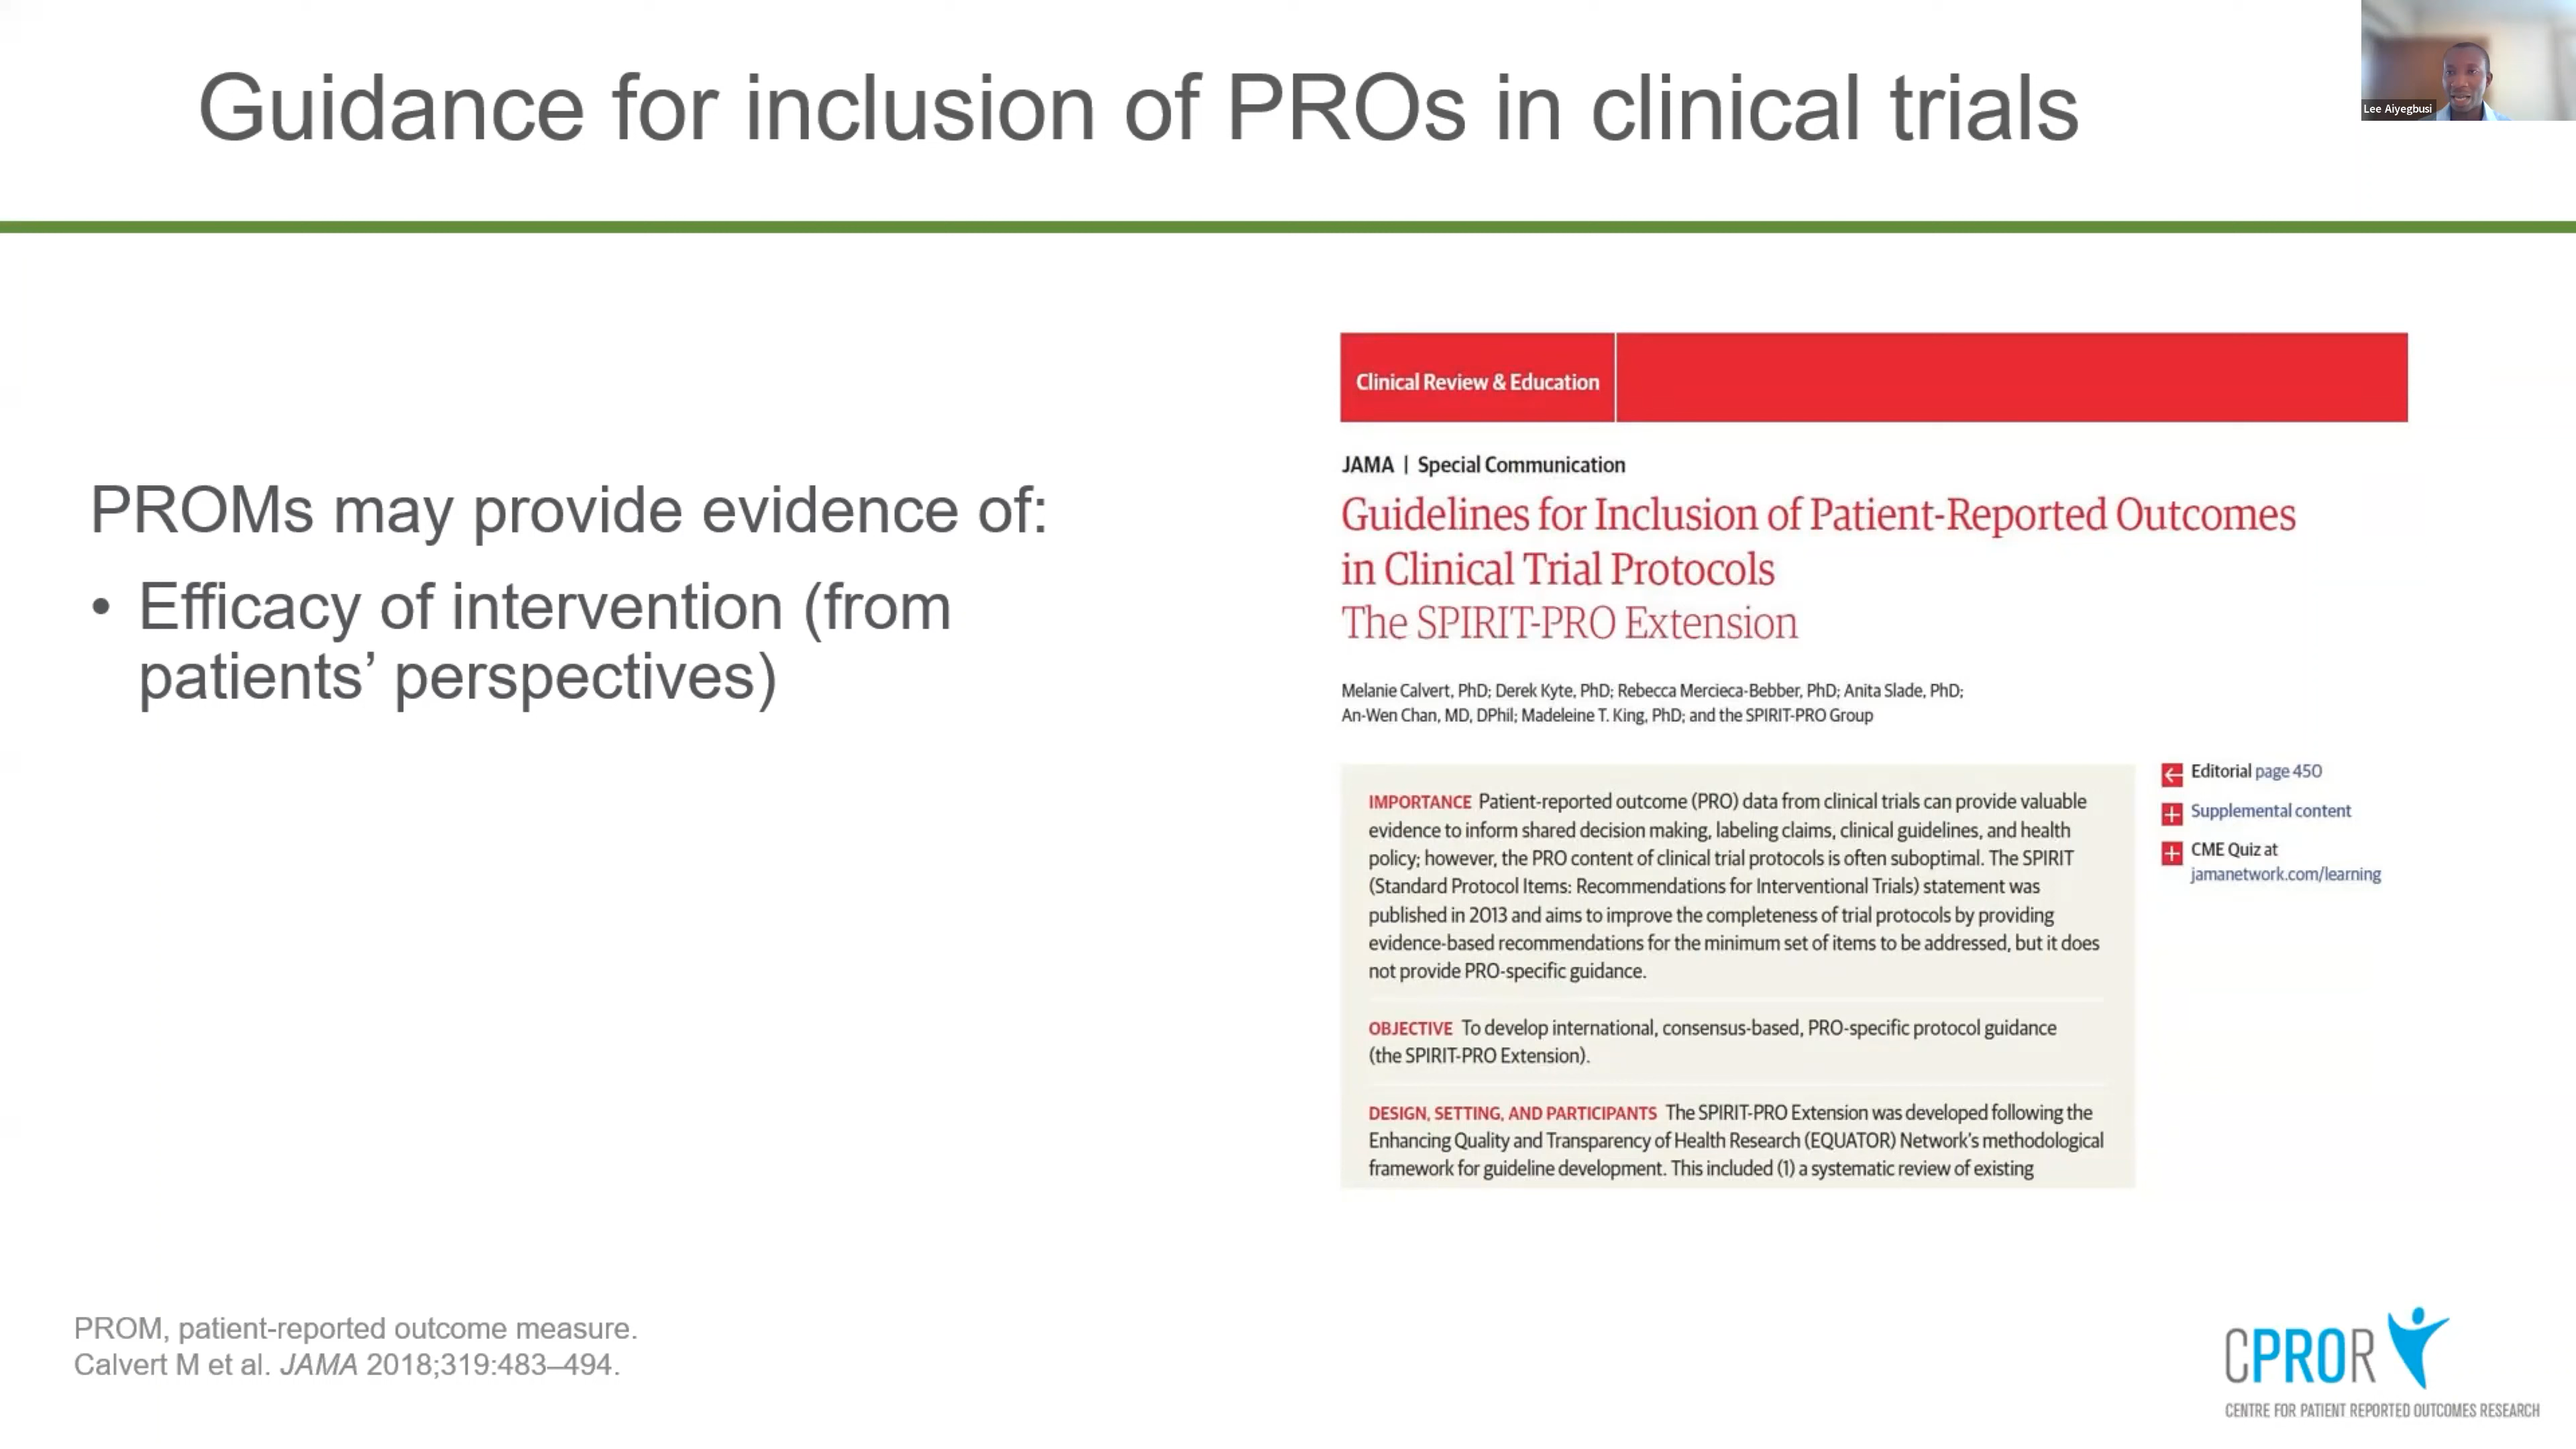 Guidance for inclusion of PROs in clinical trials
Lee Aiyegbusi
PROMs may provide evidence of:
• Efficacy of intervention (from
patients’ perspectives)
Clinical Review & Education
JAMA | Special Communication
Guidelines for Inclusion of Patient-Reported Outcomes
in Clinical Trial Protocols
The SPIRIT-PRO Extension
Melanie Calvert, PhD; Derek Kyte, PhD; Rebecca Mercieca-Bebber, PhD; Anita Slade, PhD;
An-Wen Chan, MD, DPhil; Madeleine T. King, PhD; and the SPIRIT-PRO Group
IMPORTANCE Patient-reported outcome (PRO) data from clinical trials can provide valuable
evidence to inform shared decision making, labeling claims, clinical guidelines, and health
policy; however, the PRO content of clinical trial protocols is often suboptimal. The SPIRIT
(Standard Protocol Items: Recommendations for Interventional Trials) statement was
published in 2013 and aims to improve the completeness of trial protocols by providing
evidence-based recommendations for the minimum set of items to be addressed, but it does
not provide PRO-specific guidance.
OBJECTIVE To develop international, consensus-based, PRO-specific protocol guidance
(the SPIRIT-PRO Extension).
DESIGN, SETTING, AND PARTICIPANTS The SPIRIT-PRO Extension was developed following the
Enhancing Quality and Transparency of Health Research (EQUATOR) Network’s methodological
framework for guideline development. This included (1) a systematic review of existing
Editorial page 450
Supplemental content
CME Quiz at
jamanetwork.com/learning
PROM, patient-reported outcome measure.
Calvert M et al. JAMA 2018;319:483–494.
CPROR
CENTRE FOR PATIENT REPORTED OUTCOMES RESEARCH